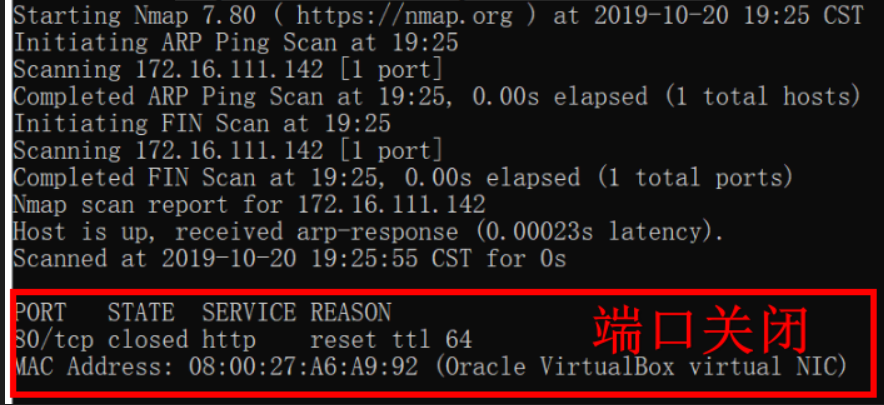 Starting Nmap 7.80 ( https://nmap.org ) at 2019-10-20 19:25 CST
Initiating ARP Ping Scan at 19:25
Scanning 172.16.111.142 [1 port]
Completed ARP Ping Scan at 19:25, 0.00s elapsed (1 total hosts)
Initiating FIN Scan at 19:25
Scanning 172.16.111.142 [1 port]
Completed FIN Scan at 19:25, 0.00s elapsed (1 total ports)
Nmap scan report for 172.16.111.142
Host is up, received arp-response (0.00023s latency).
Scanned at 2019-10-20 19:25:55 CST for 0s
PORT STATE SERVICE REASON
80/tcp closed http reset ttl 64
端口关闭
MAC Address: 08:00:27:A6:A9:92 (Oracle VirtualBox virtual NIC)